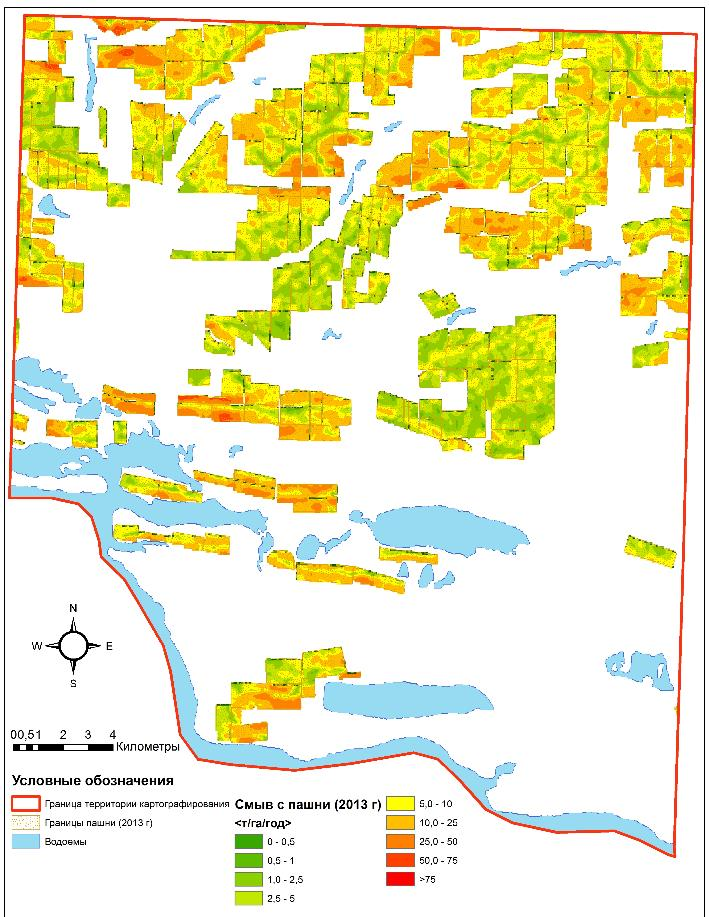 N
W E
S
00,51 2 3 4
Километры
Условные обозначения
Граница территории картографирования
Границы пашни (2013 г)
Водоемы
Смыв с пашни (2013 г)
<т/га/год>
0 - 0,5
0,5 - 1
1,0 - 2,5
2,5 - 5
5,0 - 10
10,0 - 25
25,0 - 50
50,0 - 75
>75